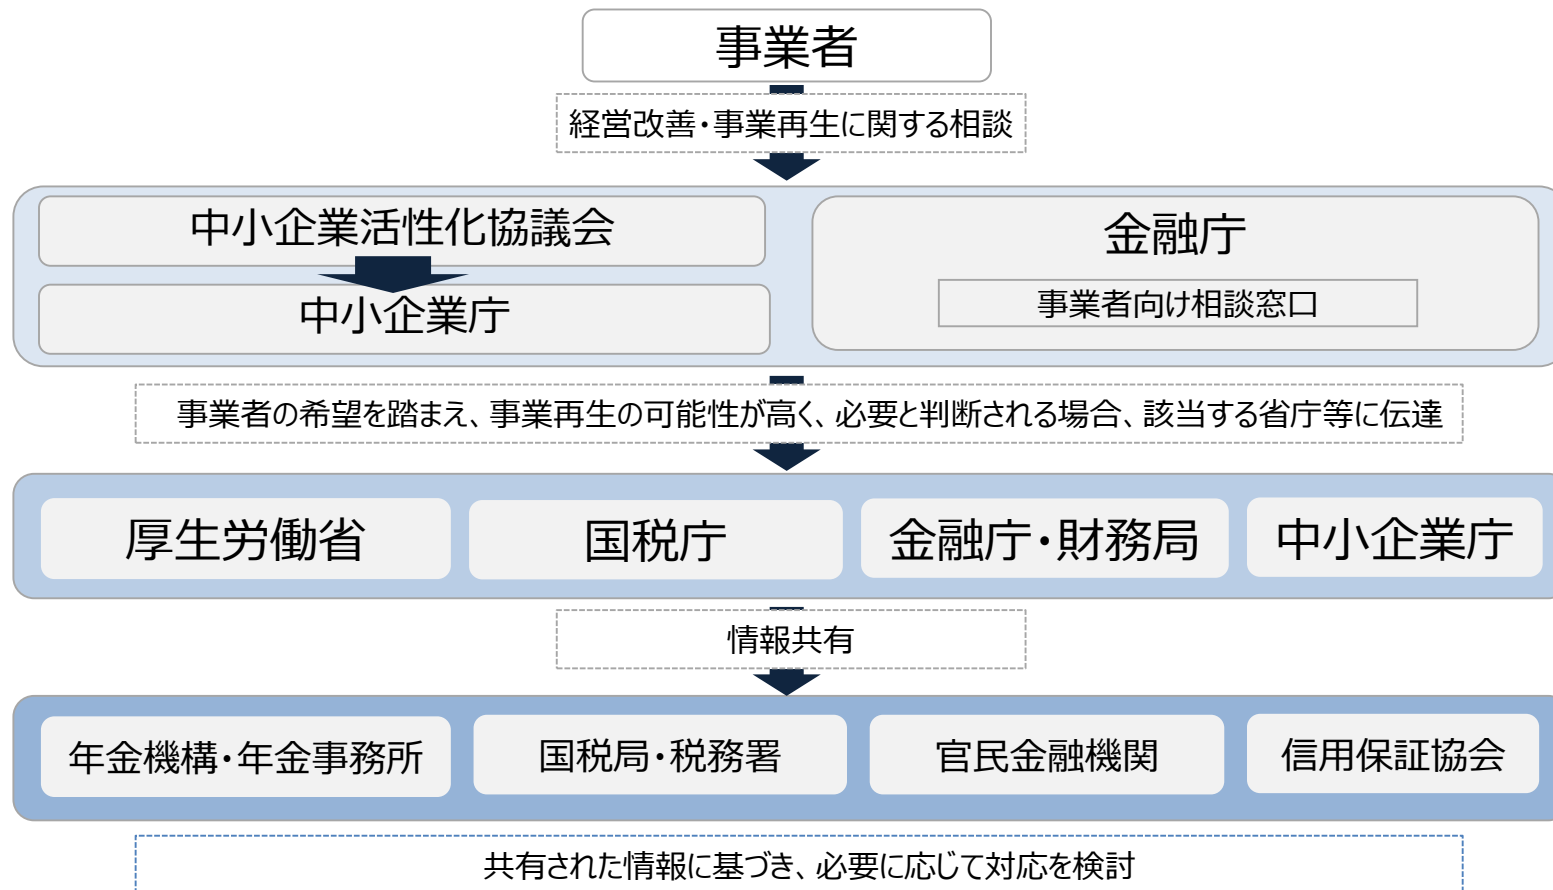 事業者
経営改善・事業再生に関する相談
中小企業活性化協議会
中小企業庁
金融庁
事業者向け相談窓口
事業者の希望を踏まえ、事業再生の可能性が高く、必要と判断される場合、該当する省庁等に伝達
厚生労働省
国税庁
金融庁・財務局
中小企業庁
情報共有
年金機構・年金事務所
国税局・税務署
官民金融機関
信用保証協会
共有された情報に基づき、必要に応じて対応を検討